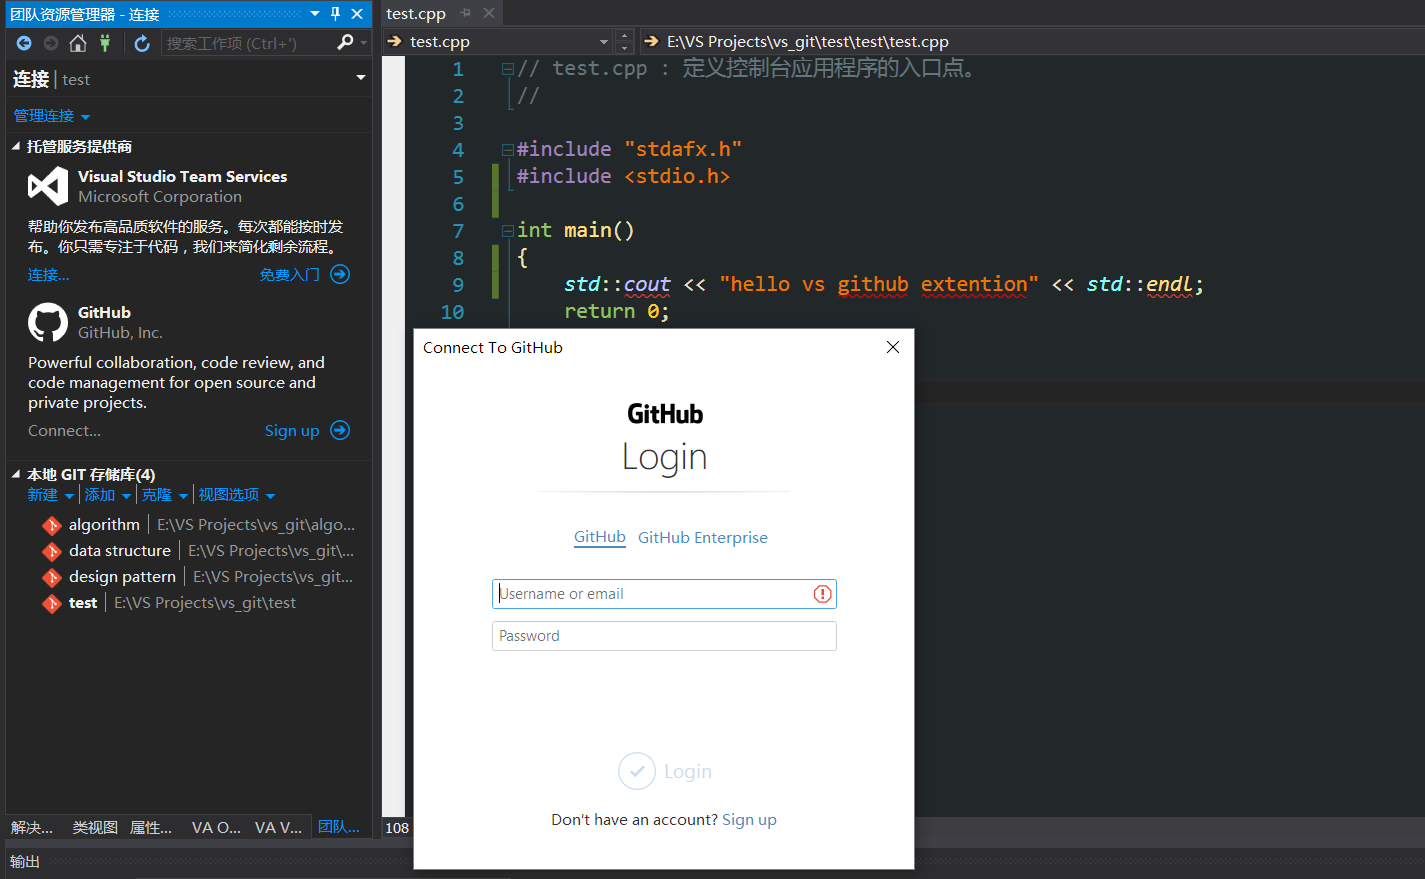 团队资源管理器 - 连接
搜索工作项 (Ctrl+')
连接 | test
管理连接
托管服务提供商
Visual Studio Team Services
Microsoft Corporation
帮助你发布高品质软件的服务。每次都能按时发
布。你只需专注于代码，我们来简化剩余流程。
连接...
免费入门
GitHub
GitHub, Inc.
Powerful collaboration, code review, and
code management for open source and
private projects.
Connect...
Sign up
本地 GIT 存储库(4)
新建
添加
克隆
视图选项
algorithm | E:\VS Projects\vs_git\algo...
data structure | E:\VS Projects\vs_git\...
design pattern | E:\VS Projects\vs_git...
test | E:\VS Projects\vs_git\test
解决...
类视图
属性...
VA O...
VA V...
团队...
输出
test.cpp
test.cpp
E:\VS Projects\vs_git\test\test\test.cpp
1 // test.cpp : 定义控制台应用程序的入口点。
2 //
3
4 #include "stdafx.h"
5 #include <stdio.h>
6
7 int main()
8 {
9 std::cout << "hello vs github extention" << std::endl;
10 return 0;
108
Connect To GitHub
GitHub
Login
GitHub
GitHub Enterprise
Username or email
Password
Login
Don't have an account? Sign up